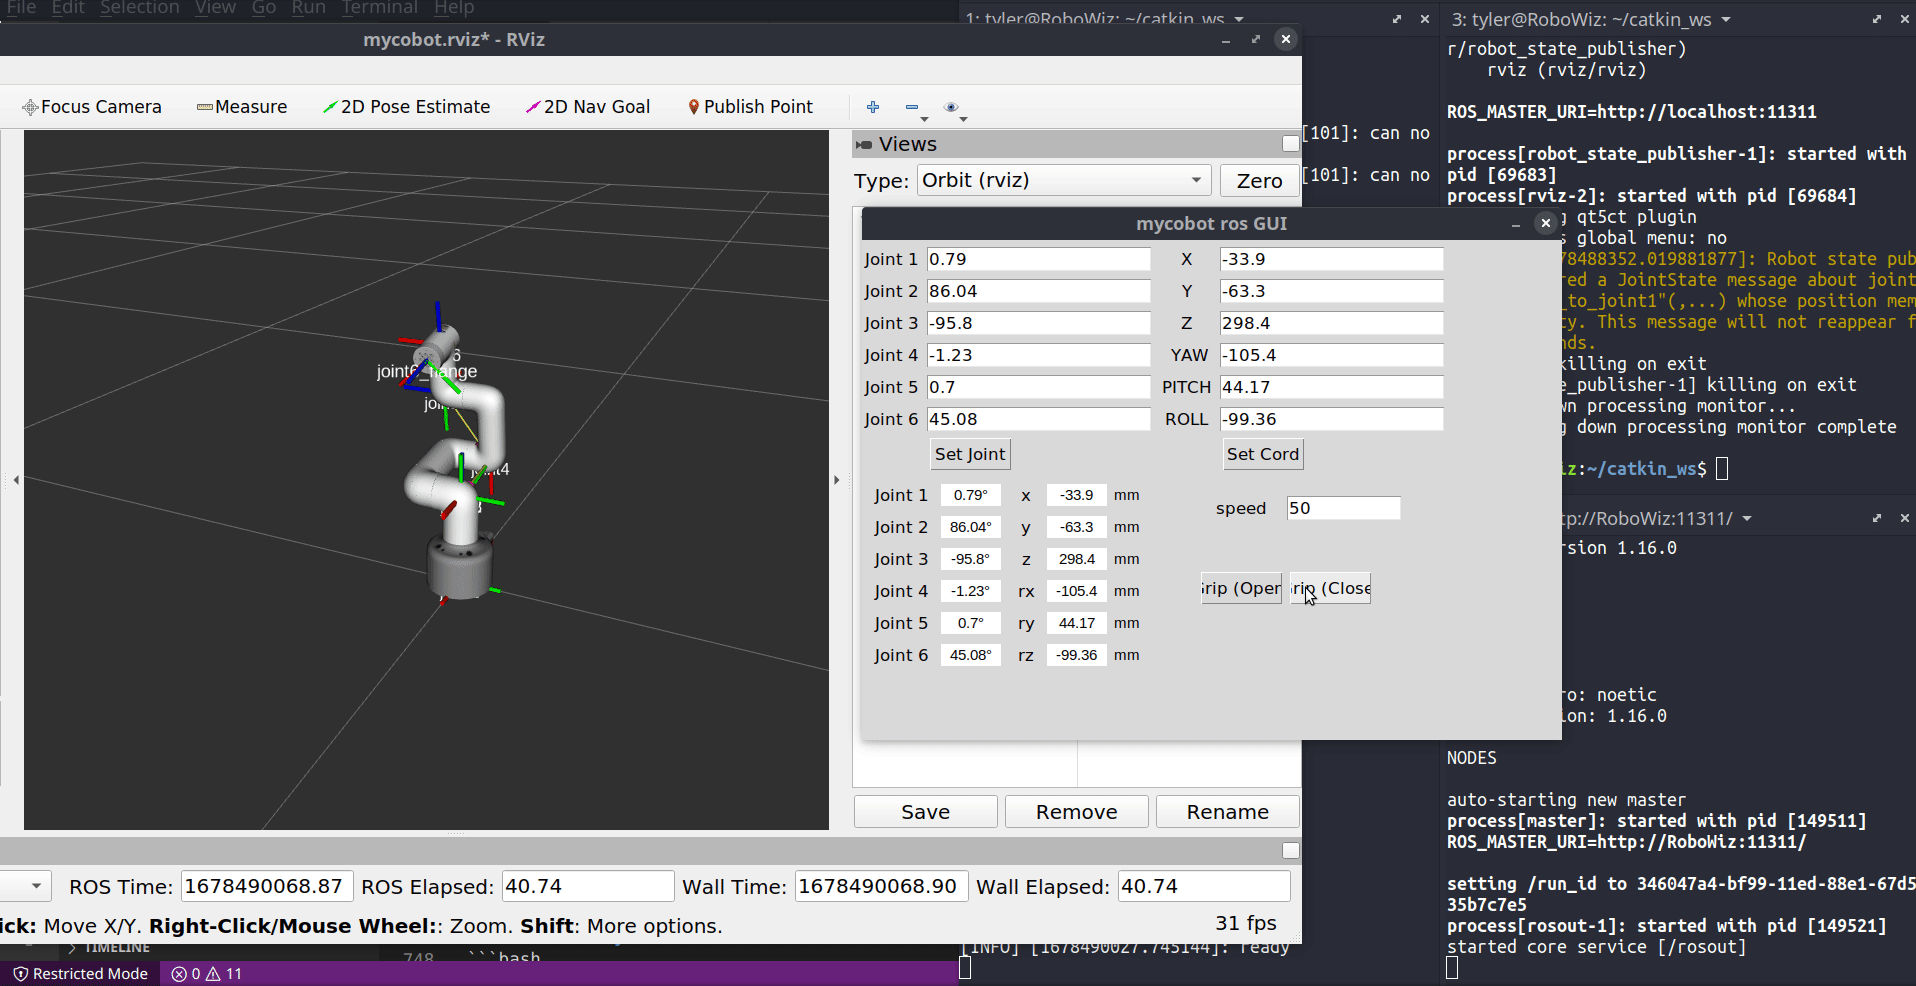 File Edit Selection View Go Run Terminal Help
mycobot.rviz* - RViz
Focus Camera Measure 2D Pose Estimate 2D Nav Goal Publish Point
joint6_flange
Views
Type: Orbit (rviz) Zero
Save Remove Rename
ROS Time: 1678490068.87 ROS Elapsed: 40.74 Wall Time: 1678490068.90 Wall Elapsed: 40.74
ick: Move X/Y. Right-Click/Mouse Wheel:: Zoom. Shift: More options. 31 fps
mycobot ros GUI
Joint 1 0.79 X -33.9
Joint 2 86.04 Y -63.3
Joint 3 -95.8 Z 298.4
Joint 4 -1.23 YAW -105.4
Joint 5 0.7 PITCH 44.17
Joint 6 45.08 ROLL -99.36
Set Joint Set Cord
Joint 1 0.79° x -33.9 mm
Joint 2 86.04° y -63.3 mm
Joint 3 -95.8° z 298.4 mm
Joint 4 -1.23° rx -105.4 mm
Joint 5 0.7° ry 44.17 mm
Joint 6 45.08° rz -99.36 mm
speed 50
rip (Oper rip (Close
1: tyler@RoboWiz: ~/catkin_ws
[101]: can no
[101]: can no
[INFO] [1678490027.745144]: ready
3: tyler@RoboWiz: ~/catkin_ws
r/robot_state_publisher)
rviz (rviz/rviz)
ROS_MASTER_URI=http://localhost:11311
process[robot_state_publisher-1]: started with
pid [69683]
process[rviz-2]: started with pid [69684]
g qt5ct plugin
s global menu: no
78488352.019881877]: Robot state pub
red a JointState message about joint
_to_joint1"(,...) whose position mem
ty. This message will not reappear f
nds.
killing on exit
e_publisher-1] killing on exit
wn processing monitor...
g down processing monitor complete
iz:~/catkin_ws$
tp://RoboWiz:11311/
rsion 1.16.0
ro: noetic
ion: 1.16.0
NODES
auto-starting new master
process[master]: started with pid [149511]
ROS_MASTER_URI=http://RoboWiz:11311/
setting /run_id to 346047a4-bf99-11ed-88e1-67d5
35b7c7e5
process[rosout-1]: started with pid [149521]
started core service [/rosout]
TIMELINE
748 ```bash
Restricted Mode 0 11